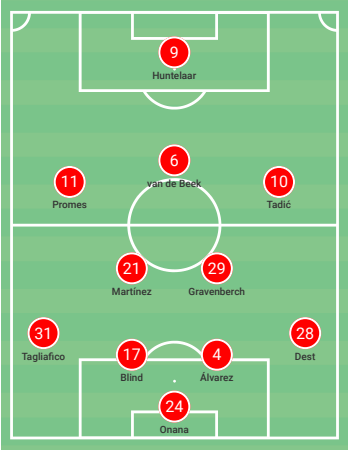 9
Huntelaar
6
van de Beek
11
Promes
10
Tadić
21
Martínez
29
Gravenberch
31
Tagliafico
28
Dest
17
Blind
4
Álvarez
24
Onana